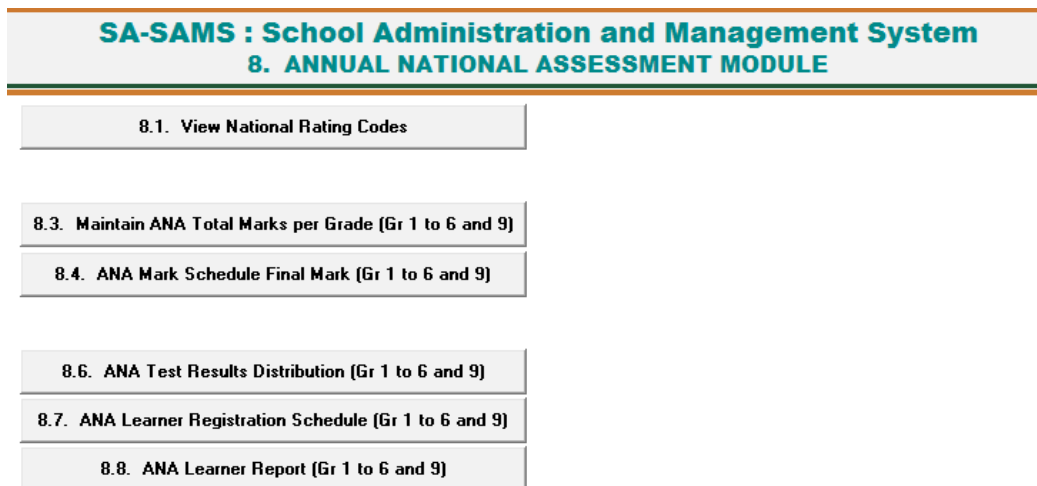 SA-SAMS : School Administration and Management System
8. ANNUAL NATIONAL ASSESSMENT MODULE
8.1. View National Rating Codes
8.3. Maintain ANA Total Marks per Grade (Gr 1 to 6 and 9)
8.4. ANA Mark Schedule Final Mark (Gr 1 to 6 and 9)
8.6. ANA Test Results Distribution (Gr 1 to 6 and 9)
8.7. ANA Learner Registration Schedule (Gr 1 to 6 and 9)
8.8. ANA Learner Report (Gr 1 to 6 and 9)